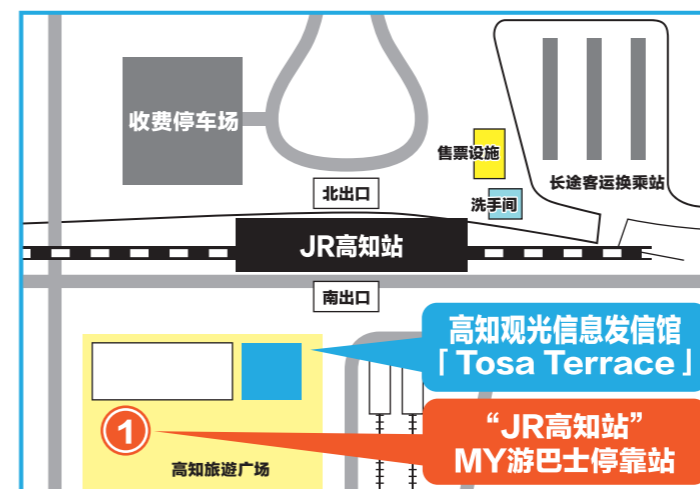 收费停车场
售票设施
长途客运换乘站
北出口
洗手间
JR高知站
南出口
高知观光信息发信馆
「Tosa Terrace」
1
“JR高知站”
MY游巴士停靠站
高知旅遊广场